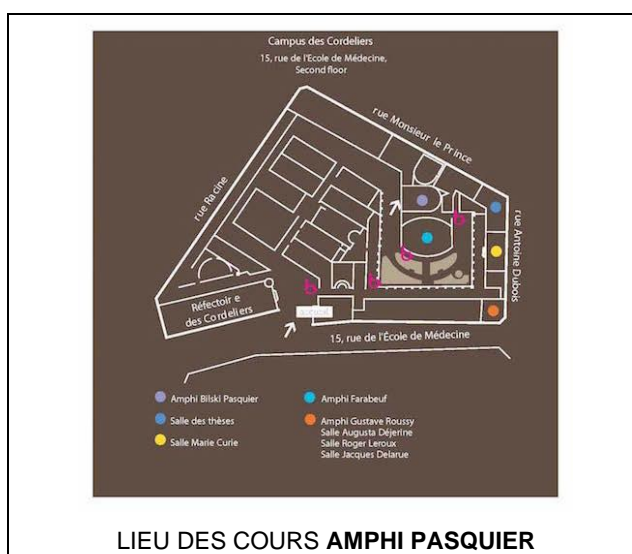 Campus des Cordeliers
15, rue de l'Ecole de Médecine,
Second floor
rue Monsieur le Prince
rue Racine
rue Antoine Dubois
Réfectoir e
des Cordeliers
15, rue de l'École de Médecine
Amphi Bilski Pasquier
Salle des thèses
Salle Marie Curie
Amphi Farabeuf
Amphi Gustave Roussy
Salle Augusta Déjerine
Salle Roger Leroux
Salle Jacques Delarue
LIEU DES COURS AMPHI PASQUIER